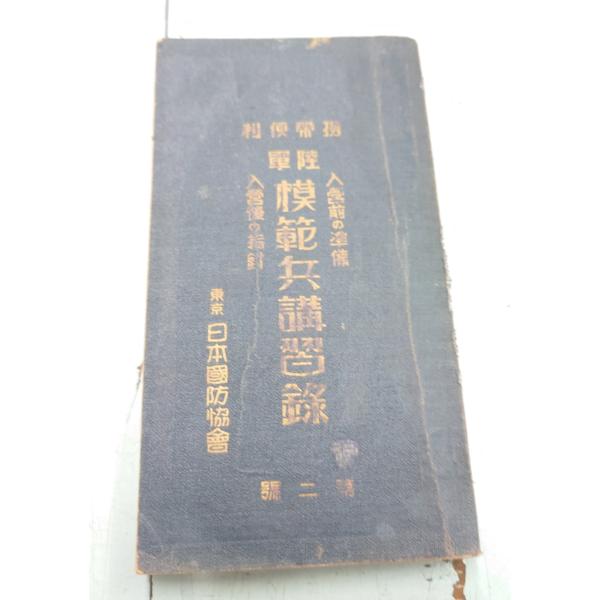 携帶便利
陸軍
入營前の準備
模範兵講習錄
入營後の指針
東京 日本國防協會
第二號